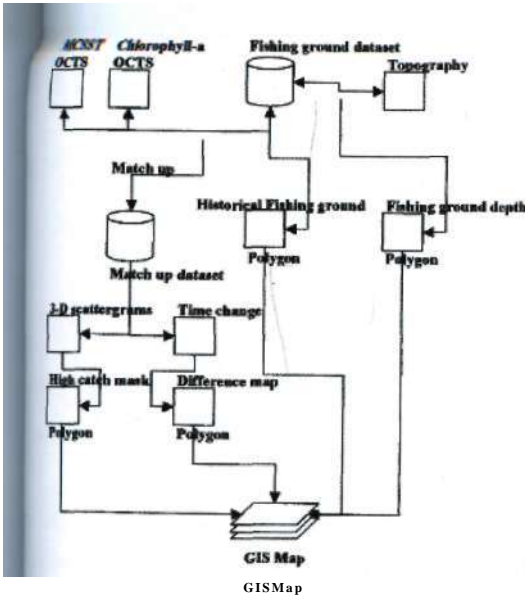 MCSST Chlorophyll-a
OCTS OCTS
Fishing ground dataset
Topography
Match up
Historical Fishing ground
Fishing ground depth
Polygon
Polygon
Match up dataset
3-D scattergrams
Time change
High catch mask
Difference map
Polygon
Polygon
GIS Map
GISMap